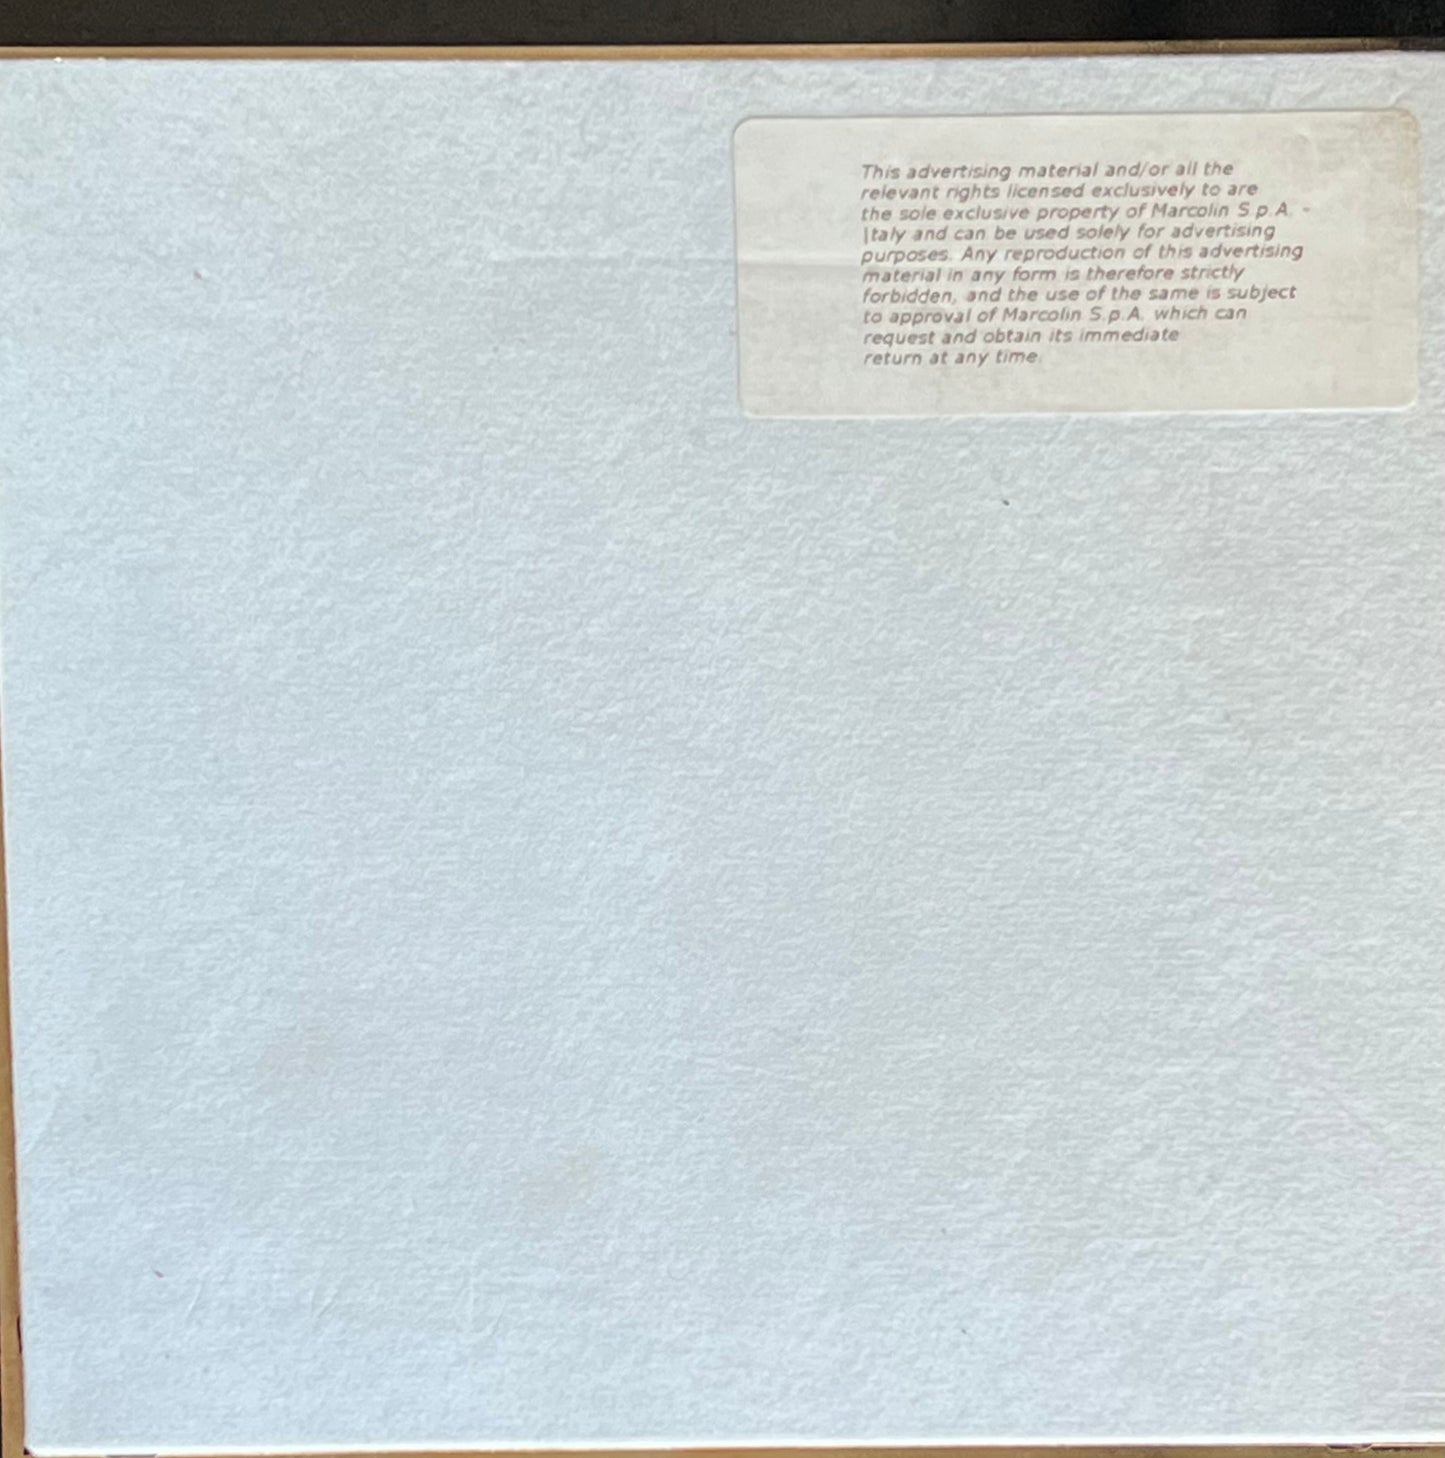 This advertising material and/or all the
relevant rights licensed exclusively to are
the sole exclusive property of Marcolin S.p.A. -
Italy and can be used solely for advertising
purposes. Any reproduction of this advertising
material in any form is therefore strictly
forbidden, and the use of the same is subject
to approval of Marcolin S.p.A. which can
request and obtain its immediate
return at any time.